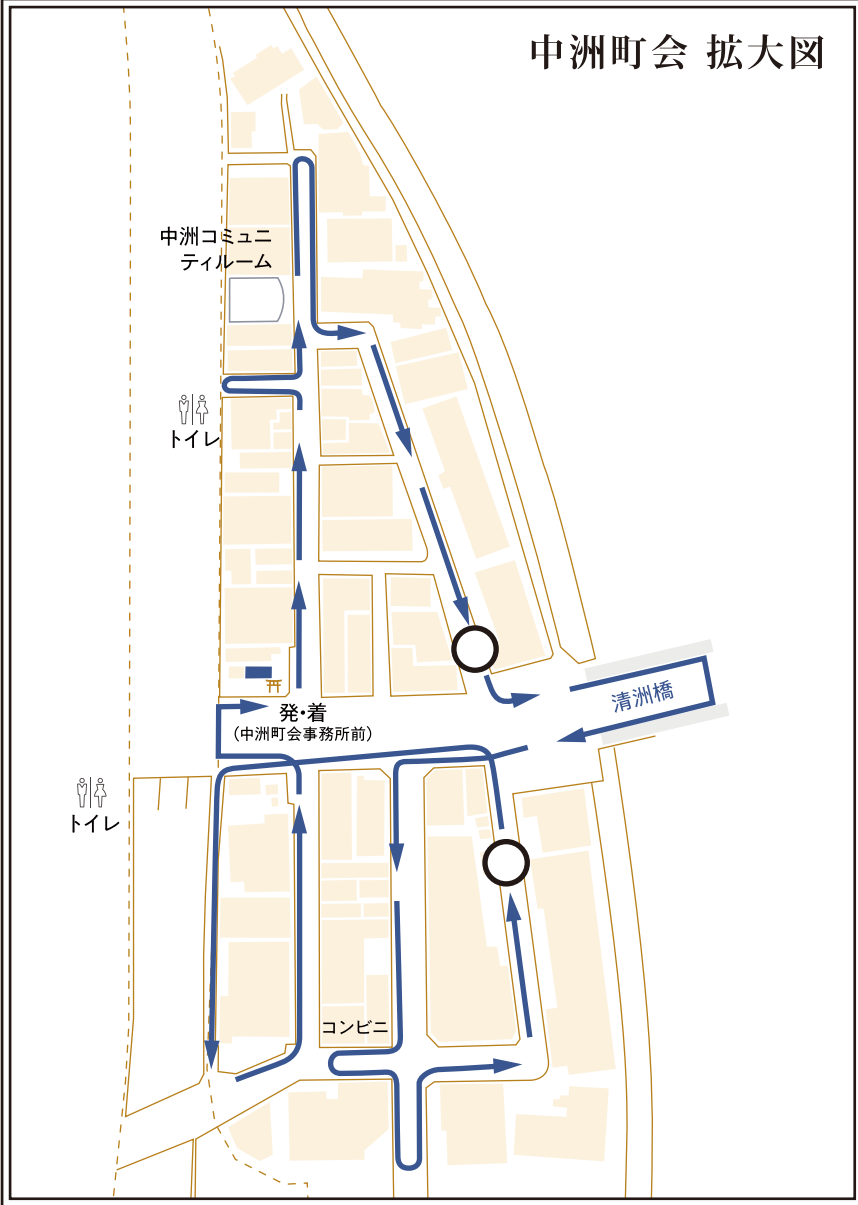 中洲町会 拡大図
中洲コミュニ
ティルーム
トイレ
清洲橋
発・着
（中洲町会事務所前）
トイレ
コンビニ